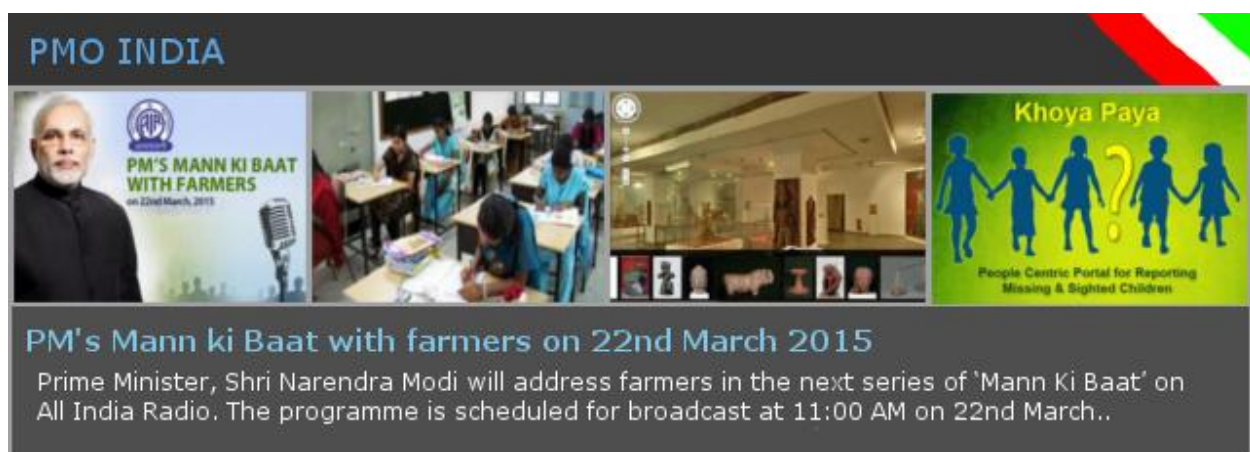 PMO INDIA
PM'S MANN KI BAAT
WITH FARMERS
on 22nd March, 2015
Khoya Paya
?
People Centric Portal for Reporting
Missing & Sighted Children
PM's Mann ki Baat with farmers on 22nd March 2015
Prime Minister, Shri Narendra Modi will address farmers in the next series of 'Mann Ki Baat' on
All India Radio. The programme is scheduled for broadcast at 11:00 AM on 22nd March..